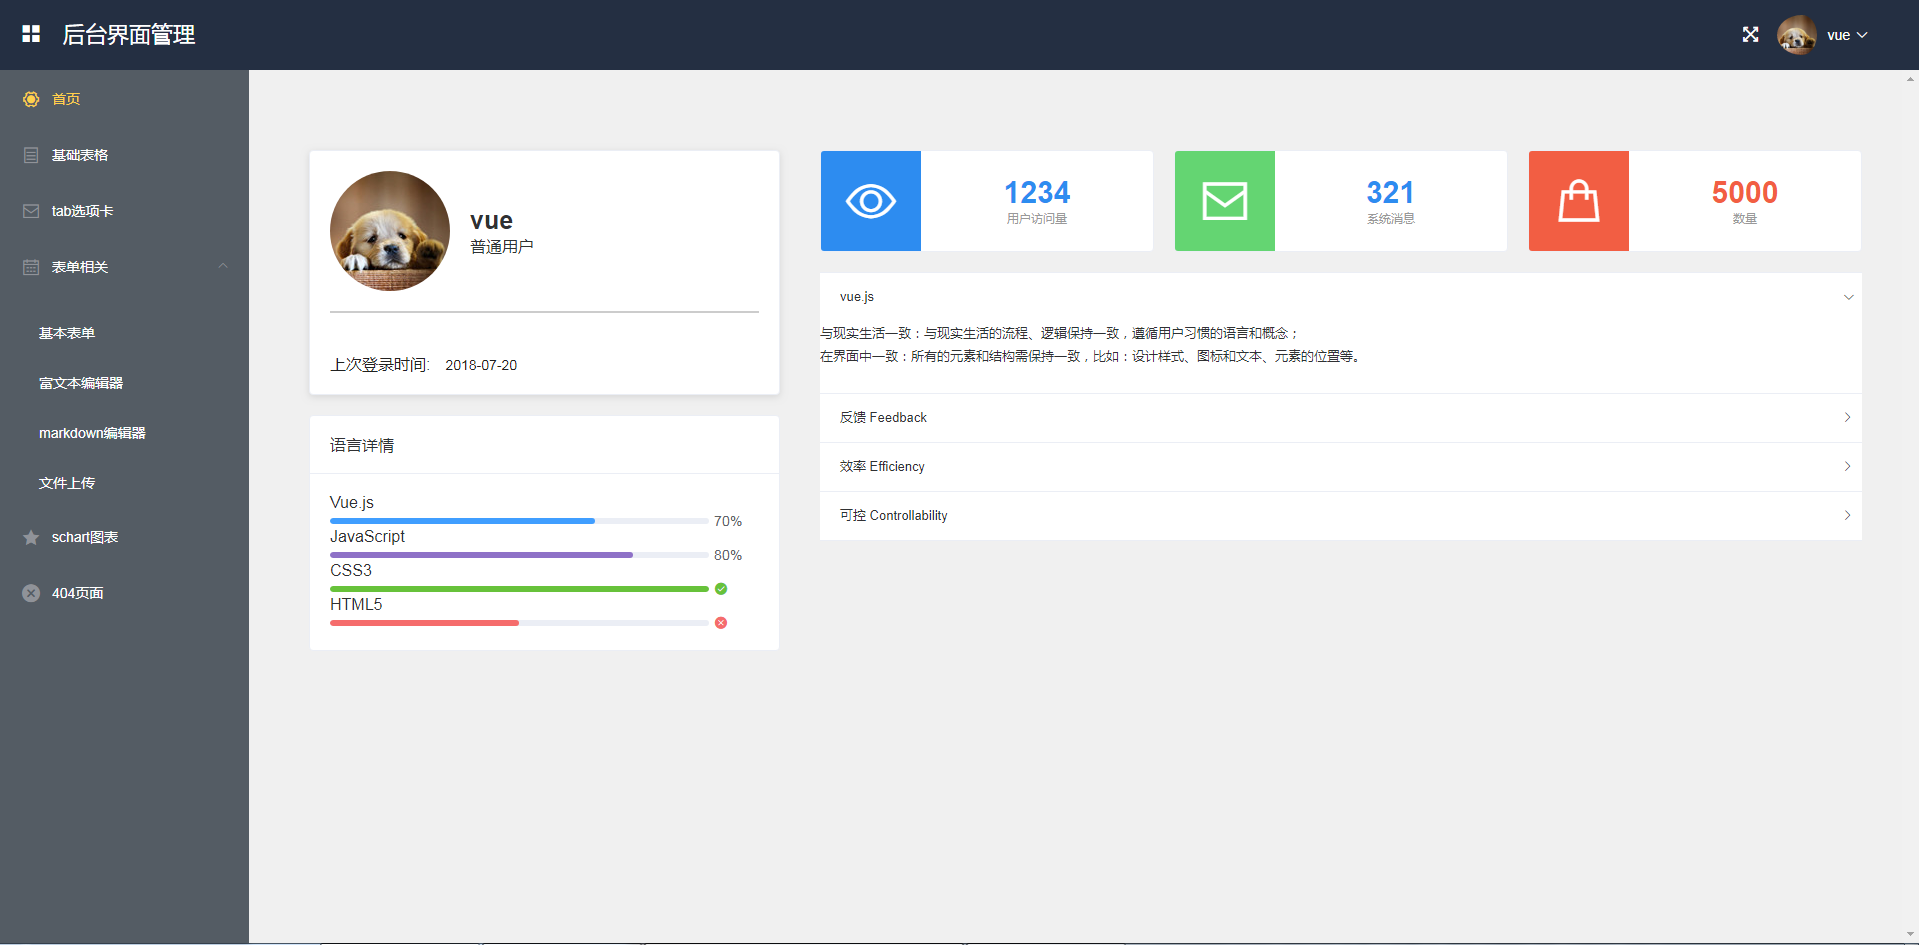 后台界面管理
vue
首页
基础表格
tab选项卡
表单相关
基本表单
富文本编辑器
markdown编辑器
文件上传
schart图表
404页面
vue
普通用户
上次登录时间: 2018-07-20
语言详情
Vue.js
70%
JavaScript
80%
CSS3
HTML5
1234
用户访问量
321
系统消息
5000
数量
vue.js
与现实生活一致：与现实生活的流程、逻辑保持一致，遵循用户习惯的语言和概念；
在界面中一致：所有的元素和结构需保持一致，比如：设计样式、图标和文本、元素的位置等。
反馈 Feedback
效率 Efficiency
可控 Controllability